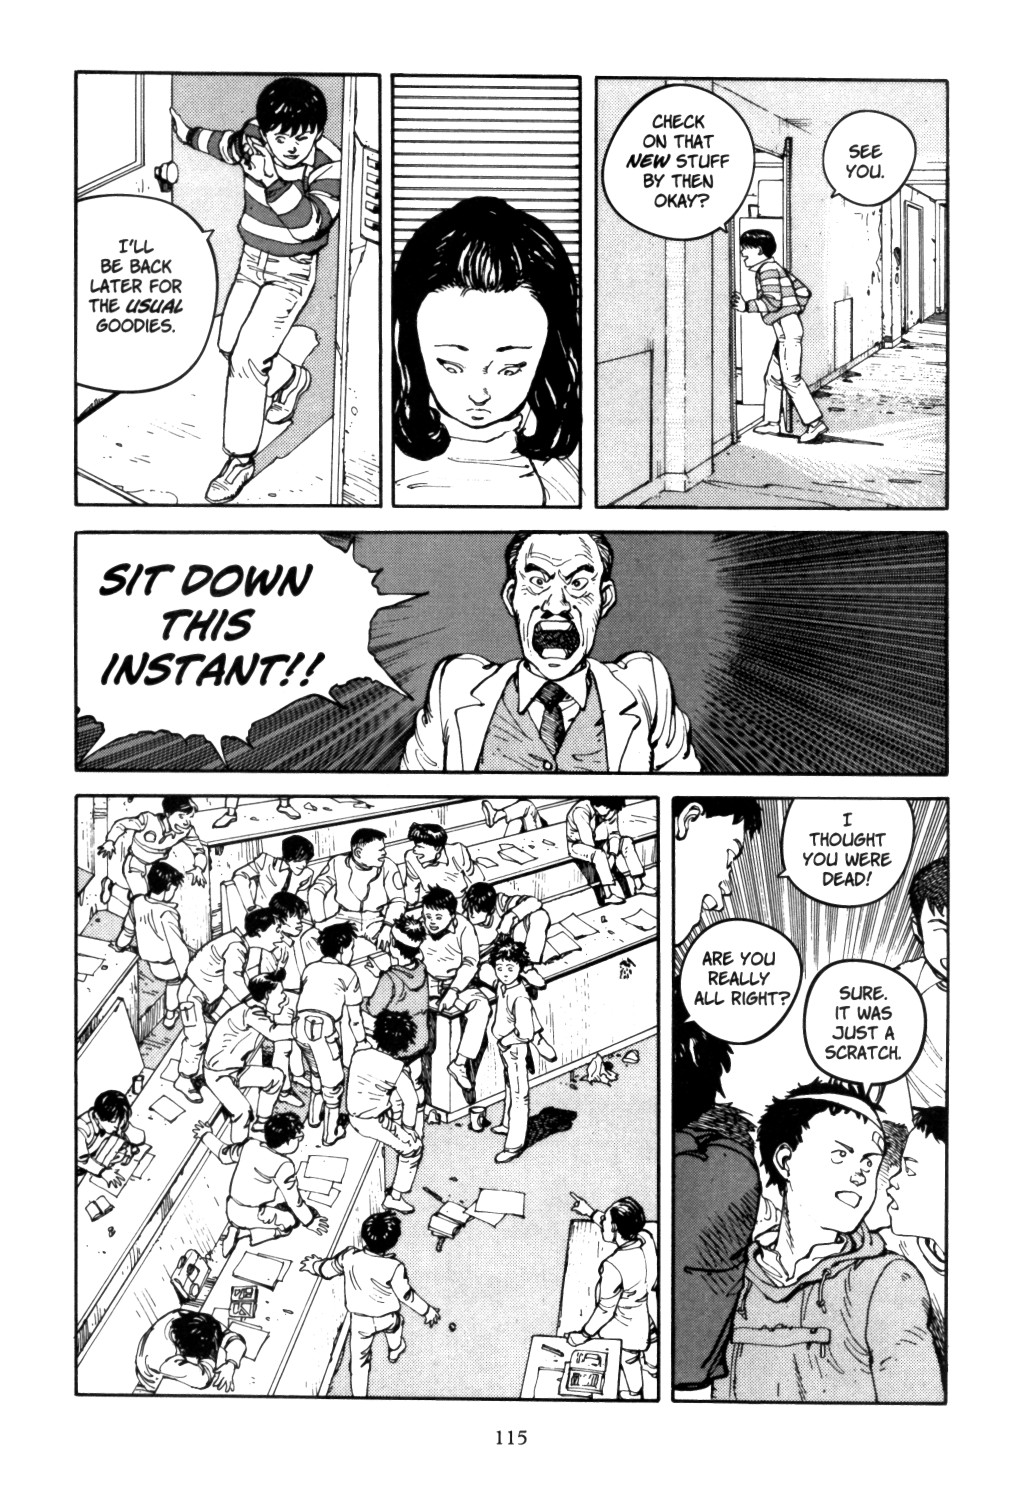 I'LL
BE BACK
LATER FOR
THE USUAL
GOODIES.
CHECK
ON THAT
NEW STUFF
BY THEN
OKAY?
SEE
YOU.
SIT DOWN
THIS
INSTANT!!
I
THOUGHT
YOU WERE
DEAD!
ARE YOU
REALLY
ALL RIGHT?
SURE.
IT WAS
JUST A
SCRATCH.
115